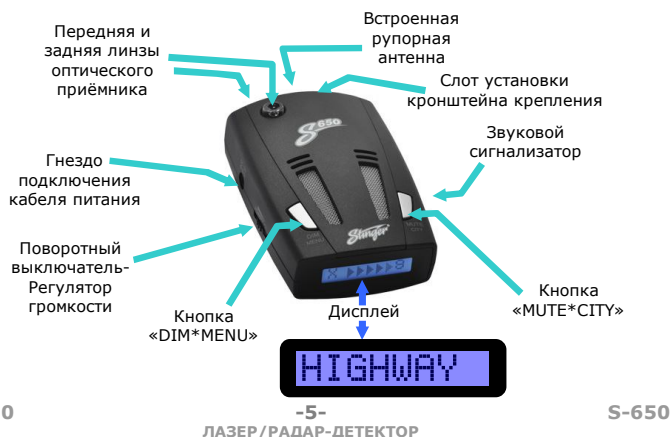 Передняя и
задняя линзы
оптического
приёмника
Встроенная
рупорная
антенна
Слот установки
кронштейна крепления
Звуковой
сигнализатор
Гнездо
подключения
кабеля питания
Поворотный
выключатель-
Регулятор
громкости
Кнопка
«DIM*MENU»
Дисплей
Кнопка
«MUTE*CITY»
S650
Stinger
HIGHWAY
0
-5-
S-650
ЛАЗЕР/РАДАР-ДЕТЕКТОР